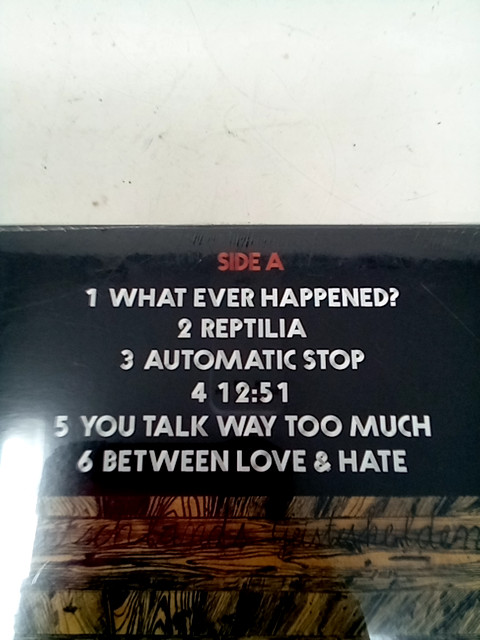 SIDE A
1 WHAT EVER HAPPENED?
2 REPTILIA
3 AUTOMATIC STOP
4 12:51
5 YOU TALK WAY TOO MUCH
6 BETWEEN LOVE & HATE